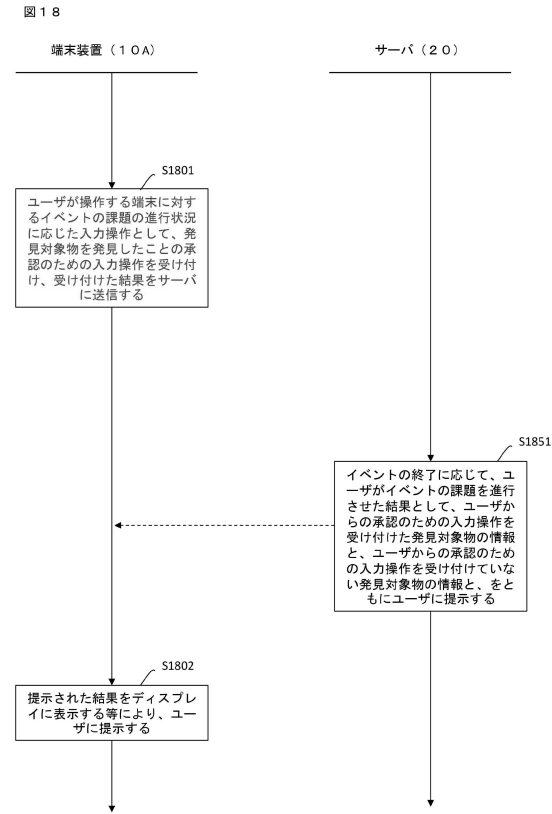 図１８
端末装置（１０A）
サーバ（２０）
S1801
ユーザが操作する端末に対す
るイベントの課題の進行状況
に応じた入力操作として、発
見対象物を発見したことの承
認のための入力操作を受け付
け、受け付けた結果をサーバ
に送信する
S1851
イベントの終了に応じて、ユ
ーザがイベントの課題を進行
させた結果として、ユーザか
らの承認のための入力操作を
受け付けた発見対象物の情報
と、ユーザからの承認のため
の入力操作を受け付けていな
い発見対象物の情報と、をと
もにユーザに提示する
S1802
提示された結果をディスプレ
イに表示する等により、ユー
ザに提示する